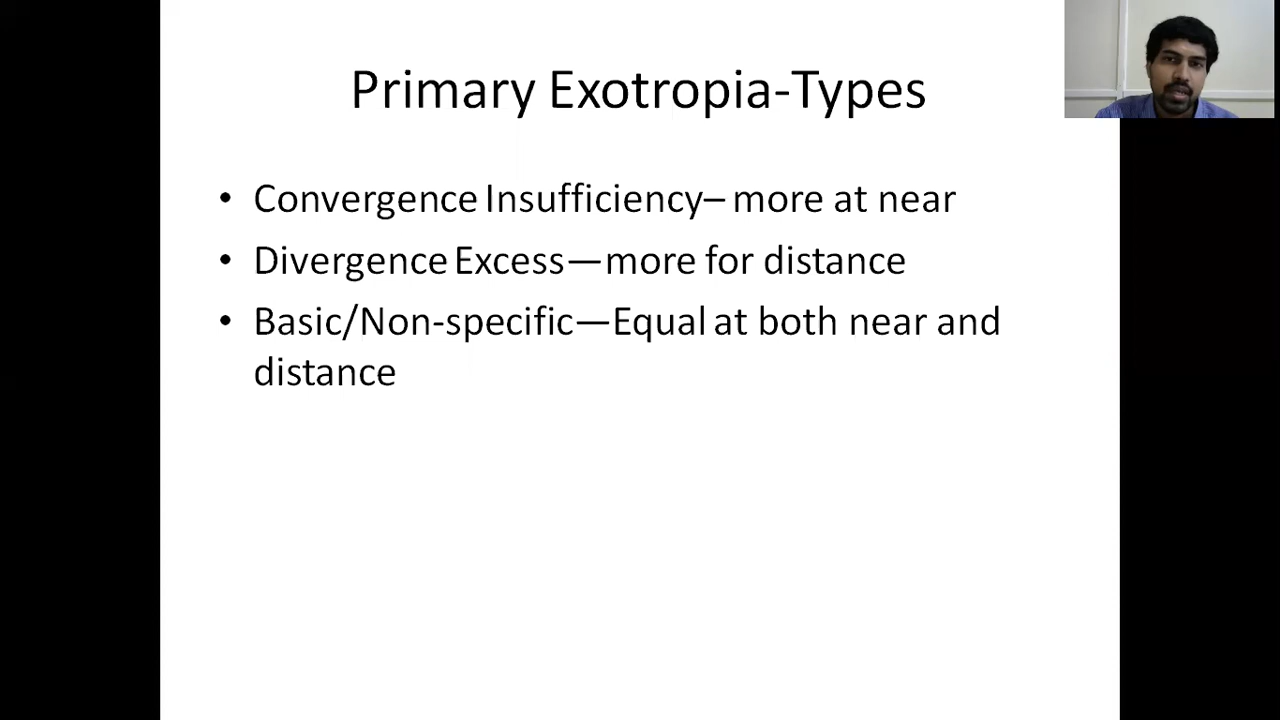 Primary Exotropia-Types
• Convergence Insufficiency– more at near
• Divergence Excess—more for distance
• Basic/Non-specific—Equal at both near and
distance